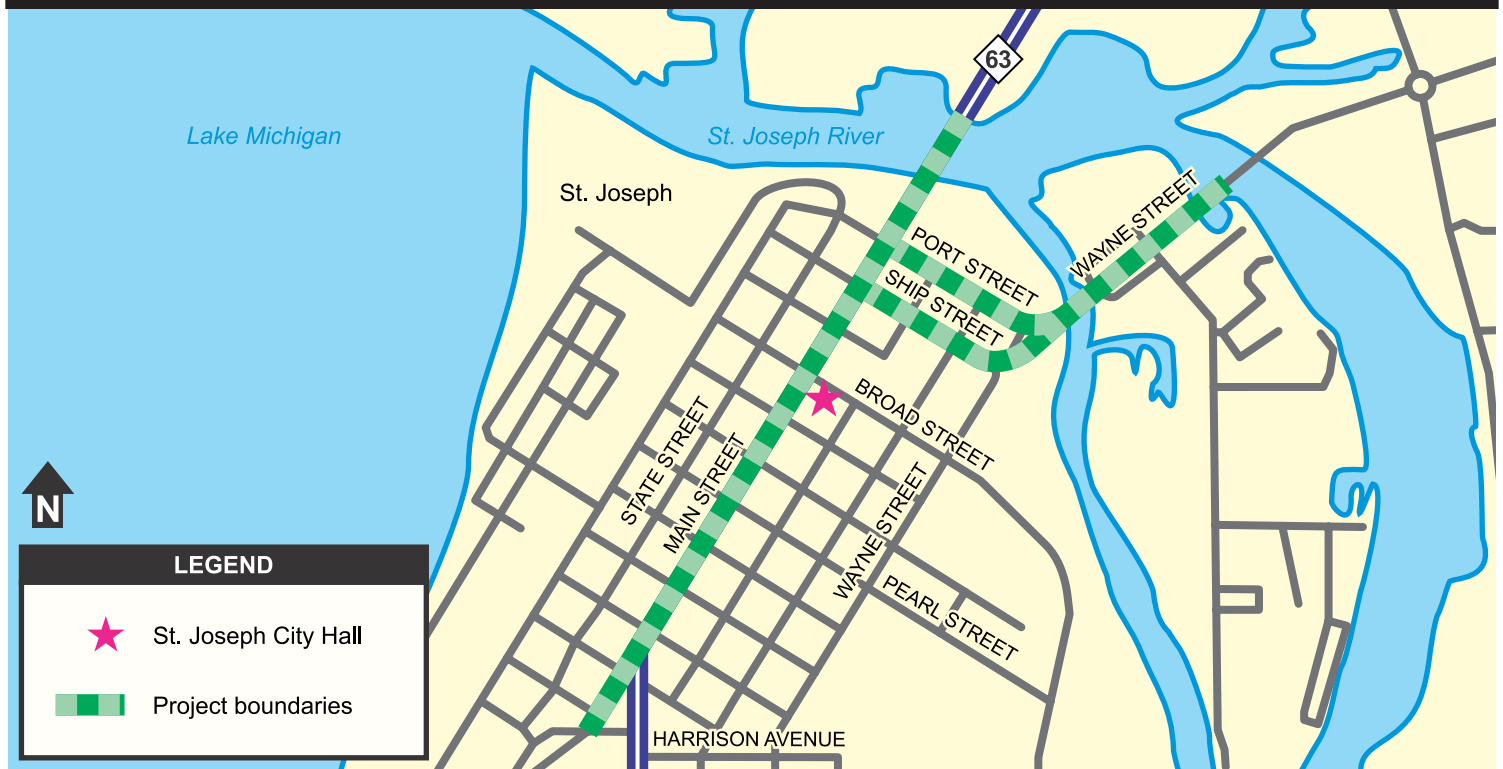 63
Lake Michigan
St. Joseph River
St. Joseph
WAYNE STREET
PORT STREET
SHIP STREET
BROAD STREET
STATE STREET
MAIN STREET
WAYNE STREET
PEARL STREET
HARRISON AVENUE
N
LEGEND
St. Joseph City Hall
Project boundaries